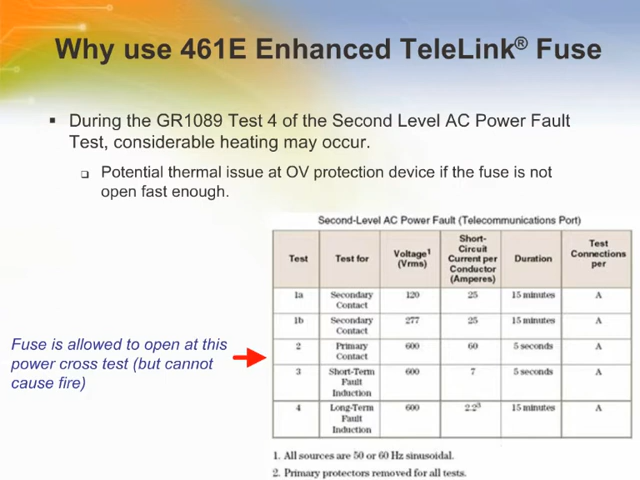 Why use 461E Enhanced TeleLink® Fuse
▪ During the GR1089 Test 4 of the Second Level AC Power Fault
Test, considerable heating may occur.
❑ Potential thermal issue at OV protection device if the fuse is not
open fast enough.
Second-Level AC Power Fault (Telecommunications Port)
Test | Test for | Voltage¹ (Vrms) | Short-Circuit Current per Conductor (Amperes) | Duration | Test Connections per
1a | Secondary Contact | 120 | 25 | 15 minutes | A
1b | Secondary Contact | 277 | 25 | 15 minutes | A
2 | Primary Contact | 600 | 60 | 5 seconds | A
3 | Short-Term Fault Induction | 600 | 7 | 5 seconds | A
4 | Long-Term Fault Induction | 600 | 2.2³ | 15 minutes | A
Fuse is allowed to open at this
power cross test (but cannot
cause fire)
1. All sources are 50 or 60 Hz sinusoidal.
2. Primary protectors removed for all tests.